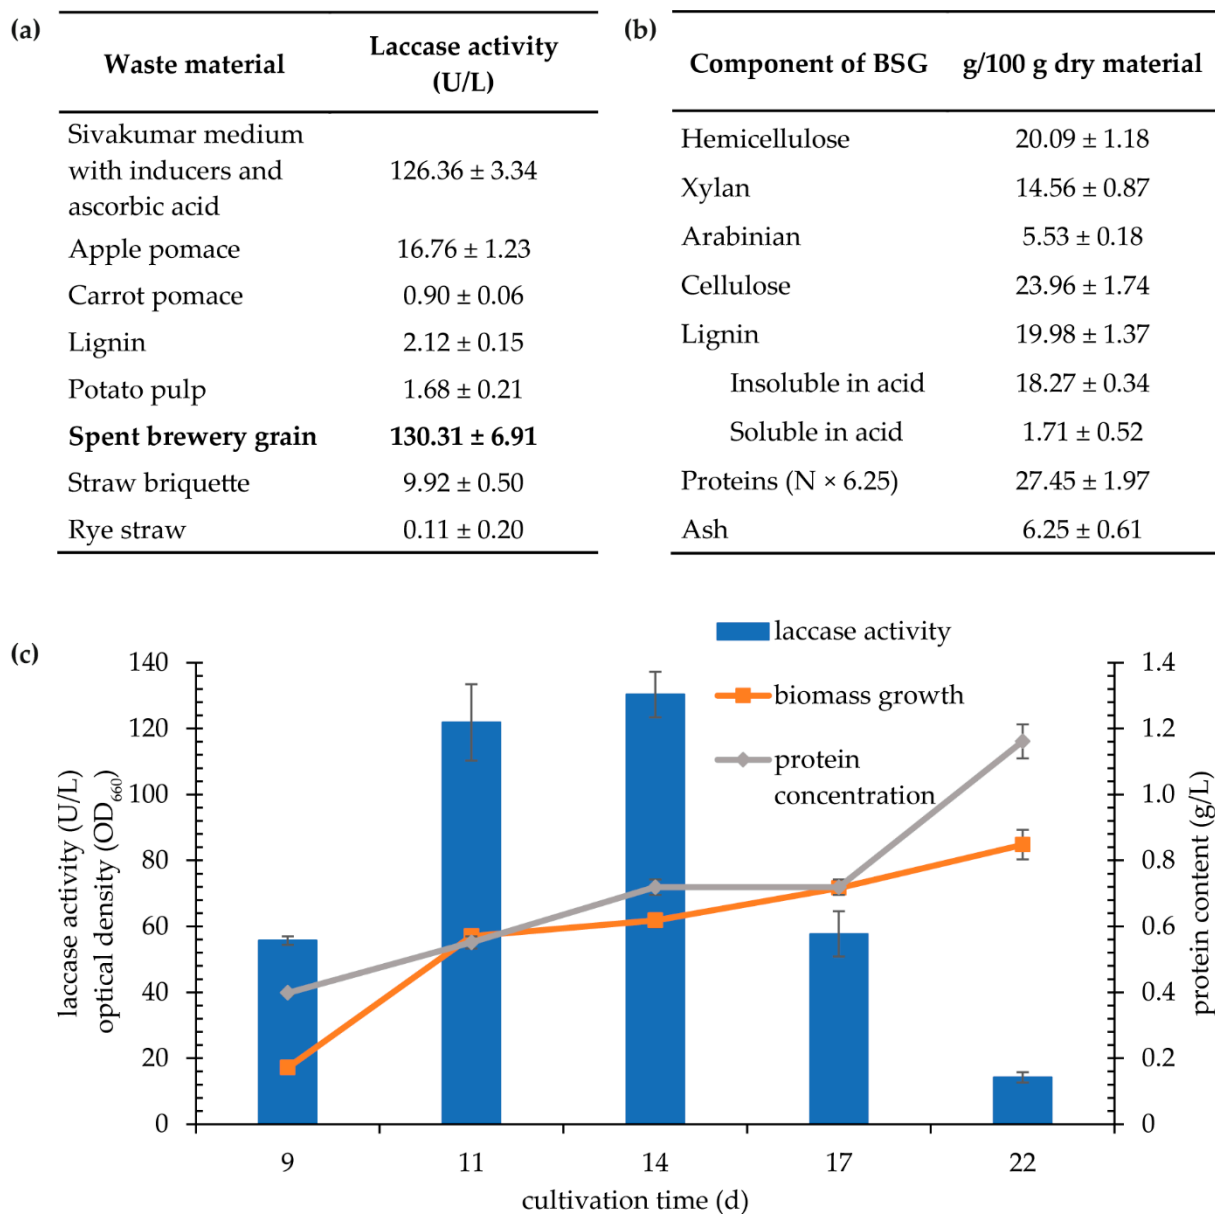 (a)
Waste material Laccase activity
(U/L)
Sivakumar medium
with inducers and 126.36 ± 3.34
ascorbic acid
Apple pomace 16.76 ± 1.23
Carrot pomace 0.90 ± 0.06
Lignin 2.12 ± 0.15
Potato pulp 1.68 ± 0.21
Spent brewery grain 130.31 ± 6.91
Straw briquette 9.92 ± 0.50
Rye straw 0.11 ± 0.20
(b)
Component of BSG g/100 g dry material
Hemicellulose 20.09 ± 1.18
Xylan 14.56 ± 0.87
Arabinian 5.53 ± 0.18
Cellulose 23.96 ± 1.74
Lignin 19.98 ± 1.37
Insoluble in acid 18.27 ± 0.34
Soluble in acid 1.71 ± 0.52
Proteins (N × 6.25) 27.45 ± 1.97
Ash 6.25 ± 0.61
(c)
laccase activity
biomass growth
protein
concentration
laccase activity (U/L)
optical density (OD660)
140
120
100
80
60
40
20
0
1.4
1.2
1.0
0.8
0.6
0.4
0.2
0
protein content (g/L)
9 11 14 17 22
cultivation time (d)